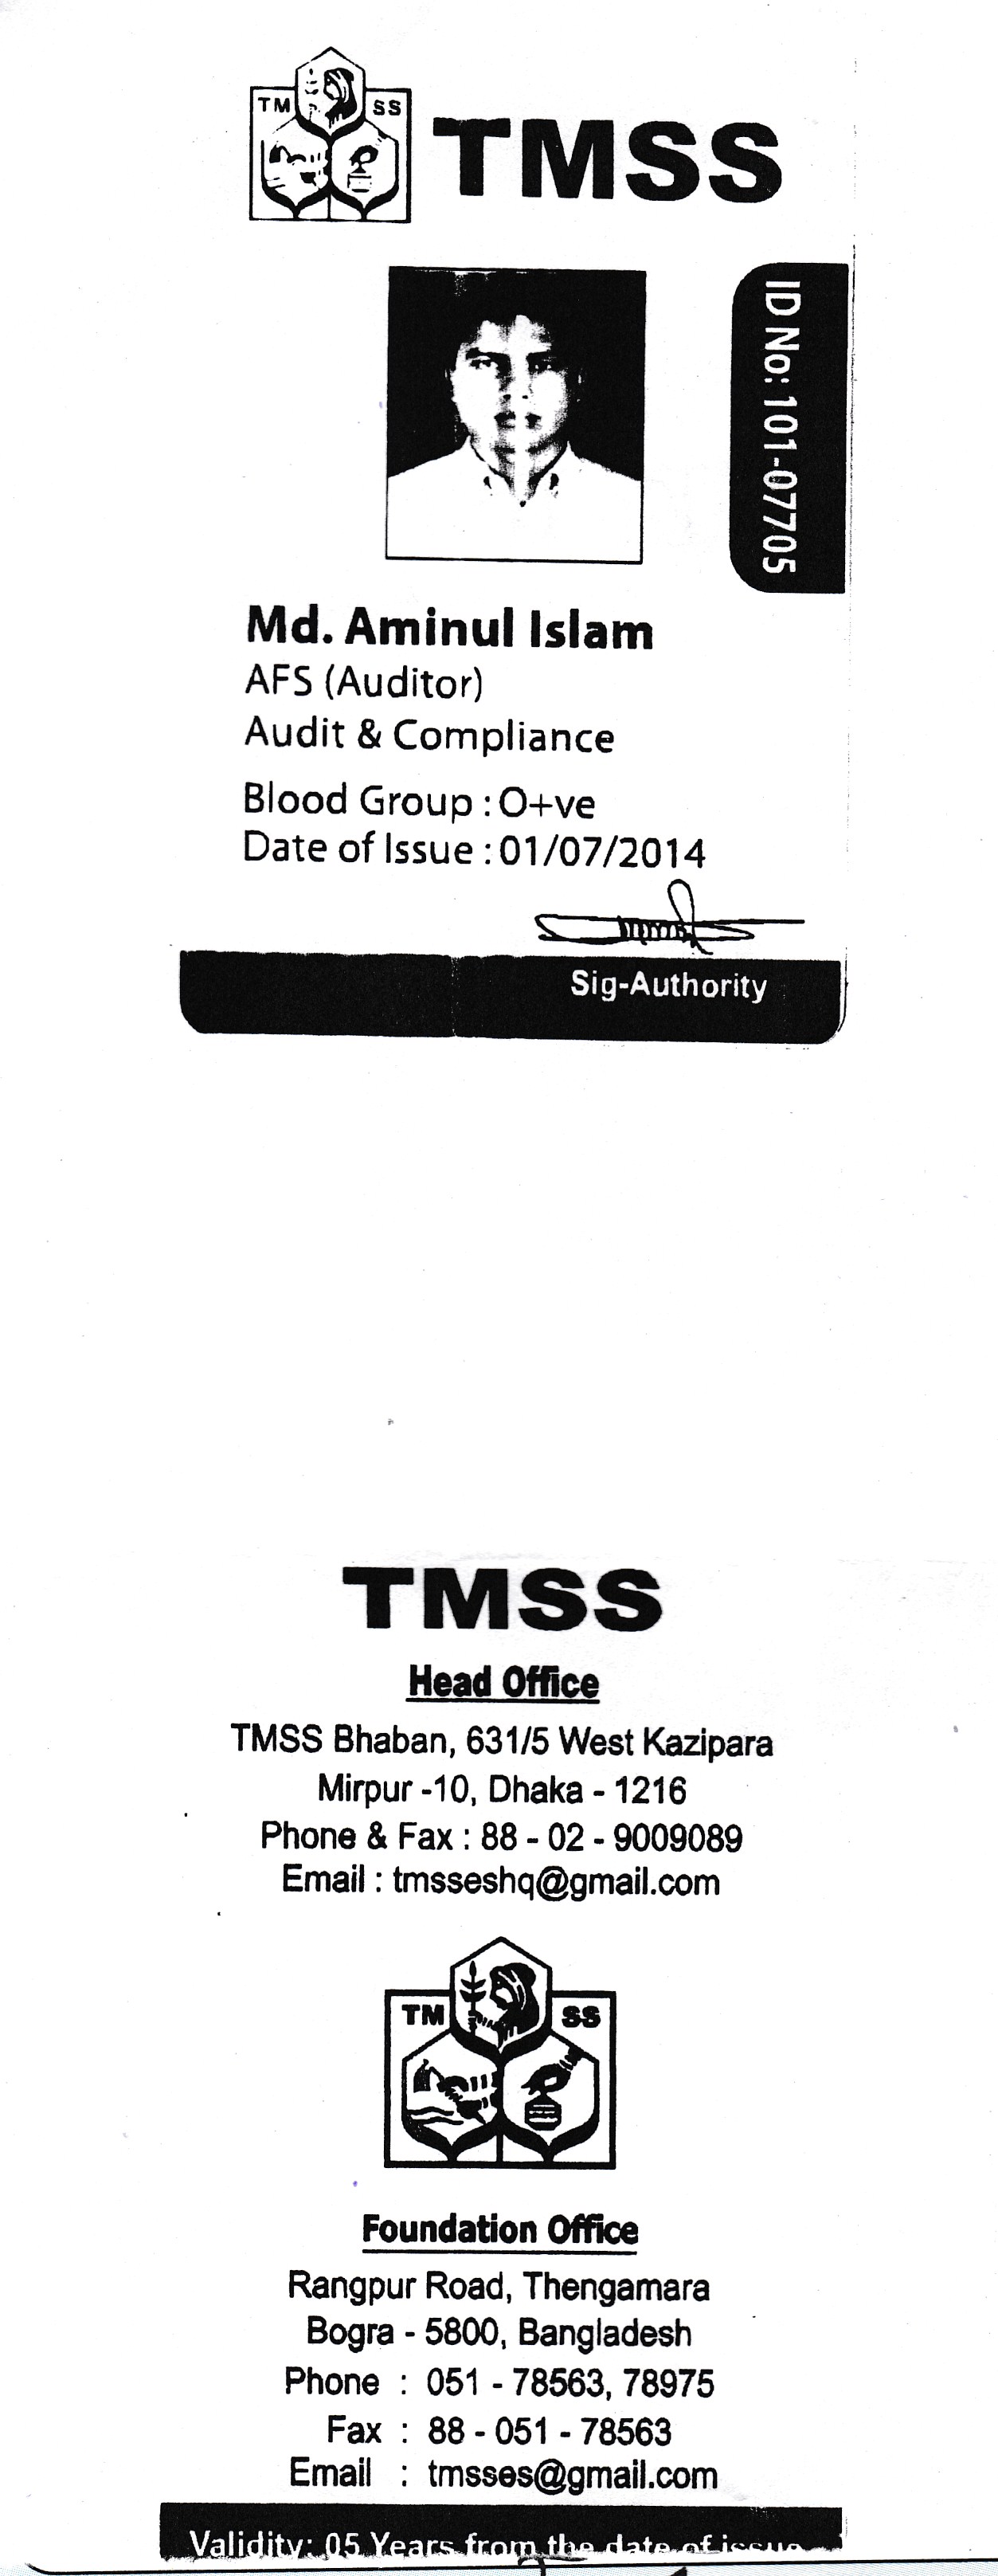 TM SS
TMSS
ID No: 101-07705
Md. Aminul Islam
AFS (Auditor)
Audit & Compliance
Blood Group : O+ve
Date of Issue : 01/07/2014
Sig-Authority
TMSS
Head Office
TMSS Bhaban, 631/5 West Kazipara
Mirpur -10, Dhaka - 1216
Phone & Fax : 88 - 02 - 9009089
Email : tmsseshq@gmail.com
TM SS
Foundation Office
Rangpur Road, Thengamara
Bogra - 5800, Bangladesh
Phone : 051 - 78563, 78975
Fax : 88 - 051 - 78563
Email : tmsses@gmail.com
Validity: 05 Years from the date of issue